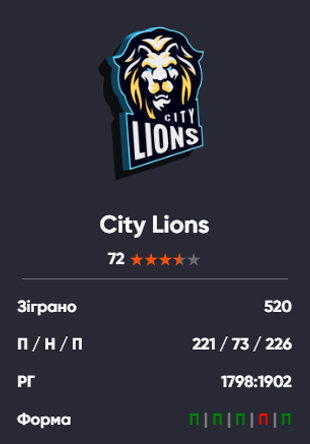 CITY
LIONS
City Lions
72
Зіграно 520
П / Н / П 221 / 73 / 226
РГ 1798:1902
Форма П | П | П | П | П